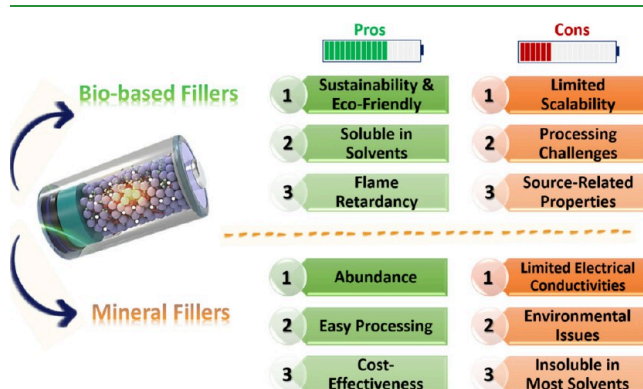 Pros
Cons
Bio-based Fillers
1 Sustainability &
Eco-Friendly
2 Soluble in
Solvents
3 Flame
Retardancy
1 Limited
Scalability
2 Processing
Challenges
3 Source-Related
Properties
Mineral Fillers
1 Abundance
2 Easy Processing
3 Cost-
Effectiveness
1 Limited Electrical
Conductivities
2 Environmental
Issues
3 Insoluble in
Most Solvents